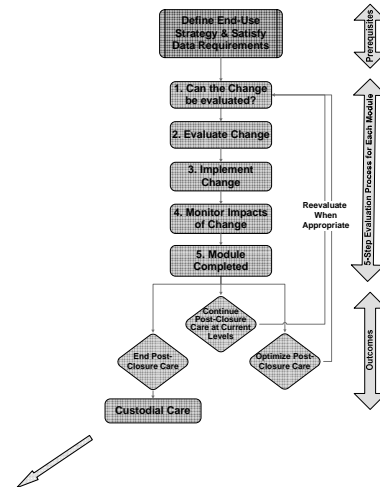 Define End-Use
Strategy & Satisfy
Data Requirements
Prerequisites
1. Can the Change
be evaluated?
2. Evaluate Change
3. Implement
Change
4. Monitor Impacts
of Change
5. Module
Completed
Reevaluate
When
Appropriate
5-Step Evaluation Process for Each Module
Continue
Post-Closure
Care at Current
Levels
End Post-
Closure Care
Optimize Post-
Closure Care
Outcomes
Custodial Care